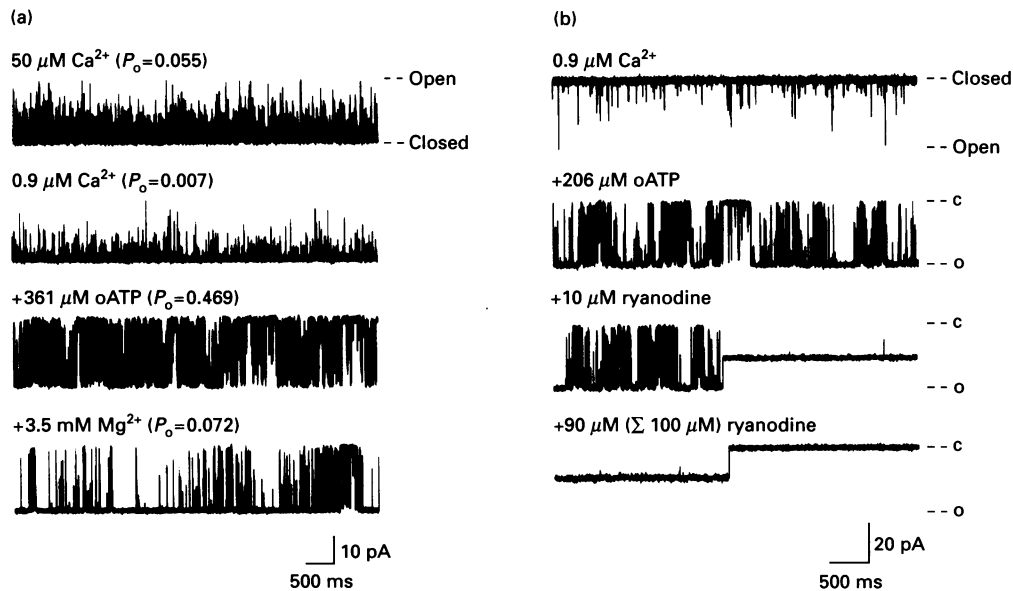 (a)
50 μM Ca²⁺ (Pₒ=0.055)
-- Open
-- Closed
0.9 μM Ca²⁺ (Pₒ=0.007)
+361 μM oATP (Pₒ=0.469)
+3.5 mM Mg²⁺ (Pₒ=0.072)
10 pA
500 ms
(b)
0.9 μM Ca²⁺
-- Closed
-- Open
+206 μM oATP
-- c
-- o
+10 μM ryanodine
-- c
-- o
+90 μM (Σ 100 μM) ryanodine
-- c
-- o
20 pA
500 ms